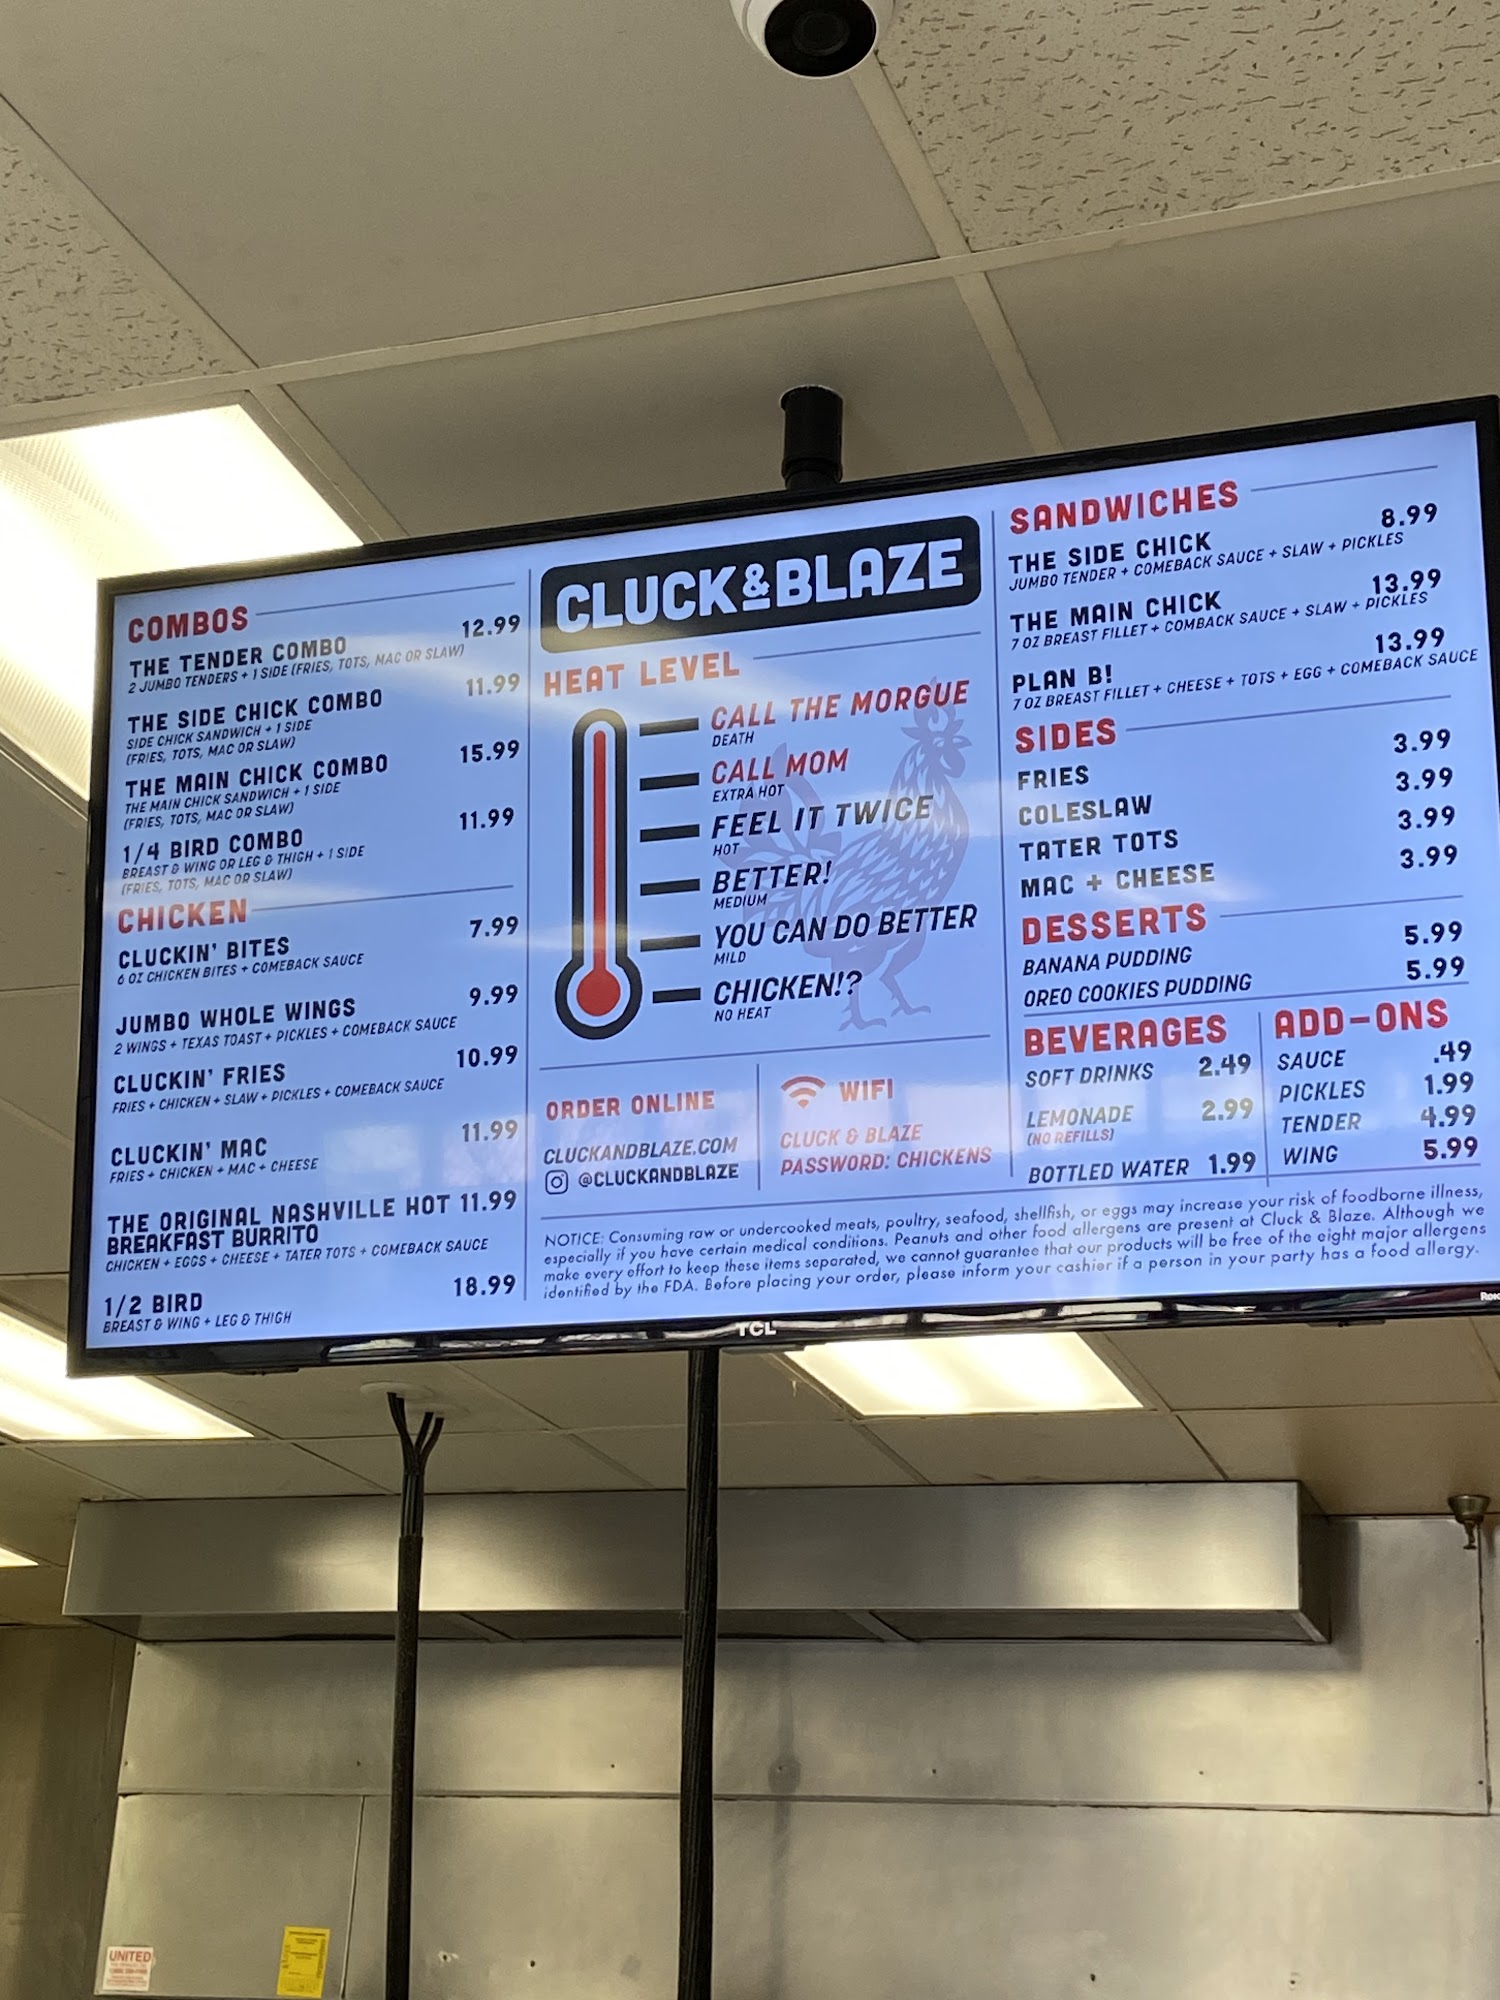 COMBOS
THE TENDER COMBO 12.99
2 JUMBO TENDERS + 1 SIDE (FRIES, TOTS, MAC OR SLAW)
THE SIDE CHICK COMBO 11.99
SIDE CHICK SANDWICH + 1 SIDE
(FRIES, TOTS, MAC OR SLAW)
THE MAIN CHICK COMBO 15.99
THE MAIN CHICK SANDWICH + 1 SIDE
(FRIES, TOTS, MAC OR SLAW)
1/4 BIRD COMBO 11.99
BREAST & WING OR LEG & THIGH + 1 SIDE
(FRIES, TOTS, MAC OR SLAW)
CHICKEN
CLUCKIN' BITES 7.99
6 OZ CHICKEN BITES + COMEBACK SAUCE
JUMBO WHOLE WINGS 9.99
2 WINGS + TEXAS TOAST + PICKLES + COMEBACK SAUCE
CLUCKIN' FRIES 10.99
FRIES + CHICKEN + SLAW + PICKLES + COMEBACK SAUCE
CLUCKIN' MAC 11.99
FRIES + CHICKEN + MAC + CHEESE
THE ORIGINAL NASHVILLE HOT 11.99
BREAKFAST BURRITO
CHICKEN + EGGS + CHEESE + TATER TOTS + COMEBACK SAUCE
1/2 BIRD 18.99
BREAST & WING + LEG & THIGH
CLUCK & BLAZE
HEAT LEVEL
CALL THE MORGUE
DEATH
CALL MOM
EXTRA HOT
FEEL IT TWICE
HOT
BETTER!
MEDIUM
YOU CAN DO BETTER
MILD
CHICKEN!?
NO HEAT
ORDER ONLINE
CLUCKANDBLAZE.COM
@CLUCKANDBLAZE
WIFI
CLUCK & BLAZE
PASSWORD: CHICKENS
SANDWICHES
THE SIDE CHICK 8.99
JUMBO TENDER + COMEBACK SAUCE + SLAW + PICKLES
THE MAIN CHICK 13.99
7 OZ BREAST FILLET + COMBACK SAUCE + SLAW + PICKLES
PLAN B! 13.99
7 OZ BREAST FILLET + CHEESE + TOTS + EGG + COMEBACK SAUCE
SIDES
FRIES 3.99
COLESLAW 3.99
TATER TOTS 3.99
MAC + CHEESE 3.99
DESSERTS
BANANA PUDDING 5.99
OREO COOKIES PUDDING 5.99
BEVERAGES
SOFT DRINKS 2.49
LEMONADE 2.99
(NO REFILLS)
BOTTLED WATER 1.99
ADD-ONS
SAUCE .49
PICKLES 1.99
TENDER 4.99
WING 5.99
NOTICE: Consuming raw or undercooked meats, poultry, seafood, shellfish, or eggs may increase your risk of foodborne illness,
especially if you have certain medical conditions. Peanuts and other food allergens are present at Cluck & Blaze. Although we
make every effort to keep these items separated, we cannot guarantee that our products will be free of the eight major allergens
identified by the FDA. Before placing your order, please inform your cashier if a person in your party has a food allergy.
TCL
UNITED